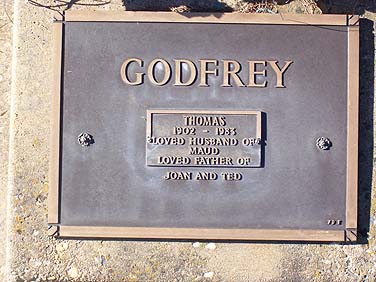 GODFREY
THOMAS
1902 - 1985
LOVED HUSBAND OF
MAUD
LOVED FATHER OF
JOAN AND TED